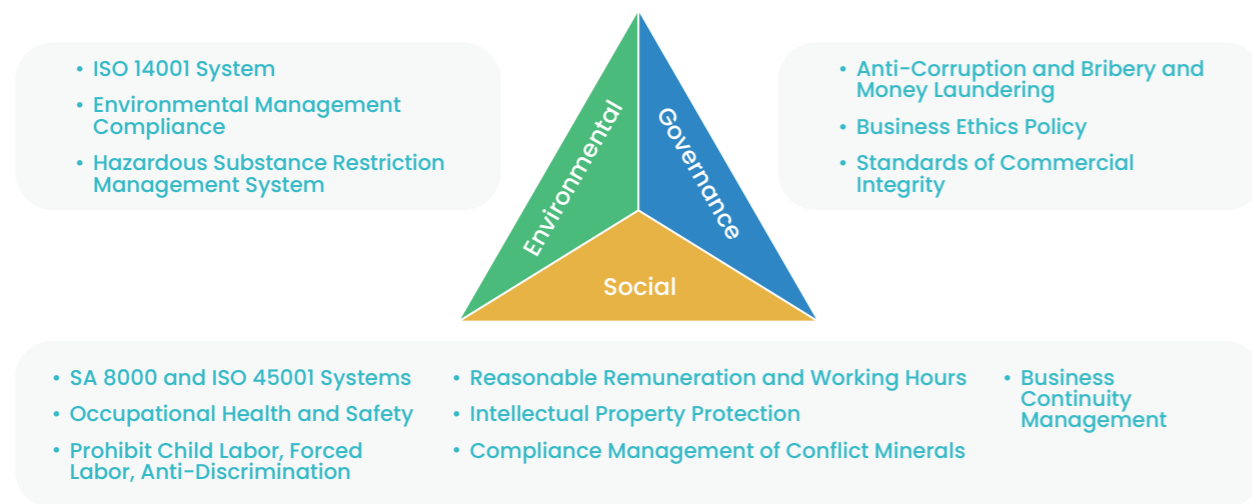 • ISO 14001 System
• Environmental Management
Compliance
• Hazardous Substance Restriction
Management System
Environmental
Governance
Social
• Anti-Corruption and Bribery and
Money Laundering
• Business Ethics Policy
• Standards of Commercial
Integrity
• SA 8000 and ISO 45001 Systems
• Occupational Health and Safety
• Prohibit Child Labor, Forced
Labor, Anti-Discrimination
• Reasonable Remuneration and Working Hours
• Intellectual Property Protection
• Compliance Management of Conflict Minerals
• Business
Continuity
Management